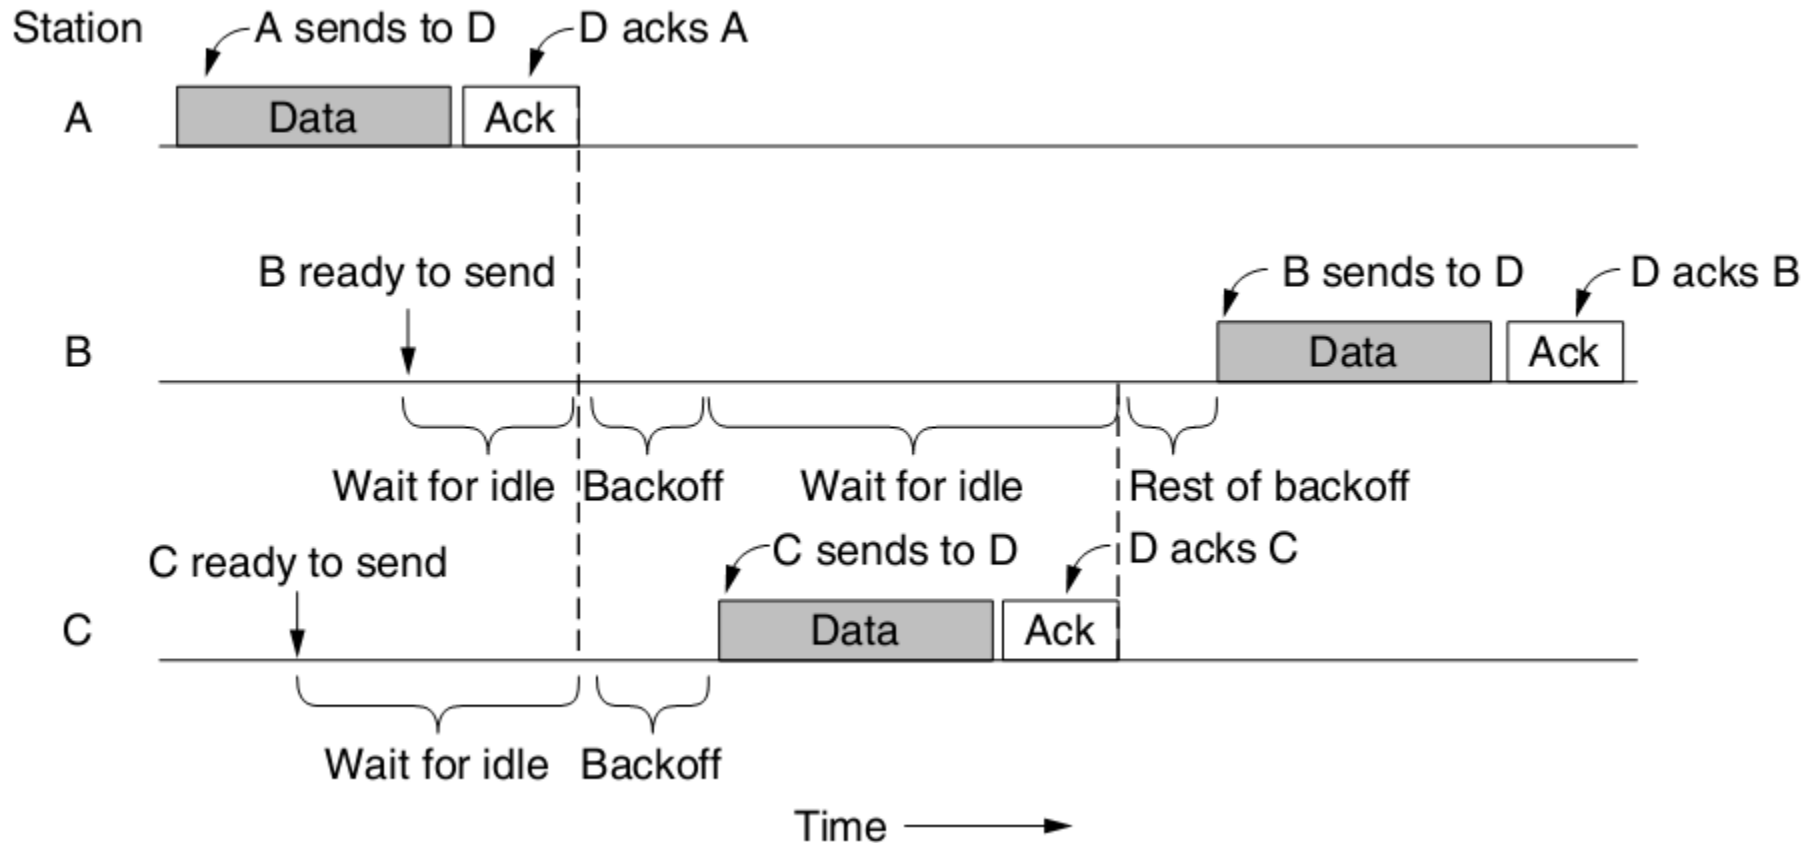 Station
A sends to D
D acks A
A
Data
Ack
B ready to send
B sends to D
D acks B
B
Data
Ack
Wait for idle
Backoff
Wait for idle
Rest of backoff
C ready to send
C sends to D
D acks C
C
Data
Ack
Wait for idle
Backoff
Time